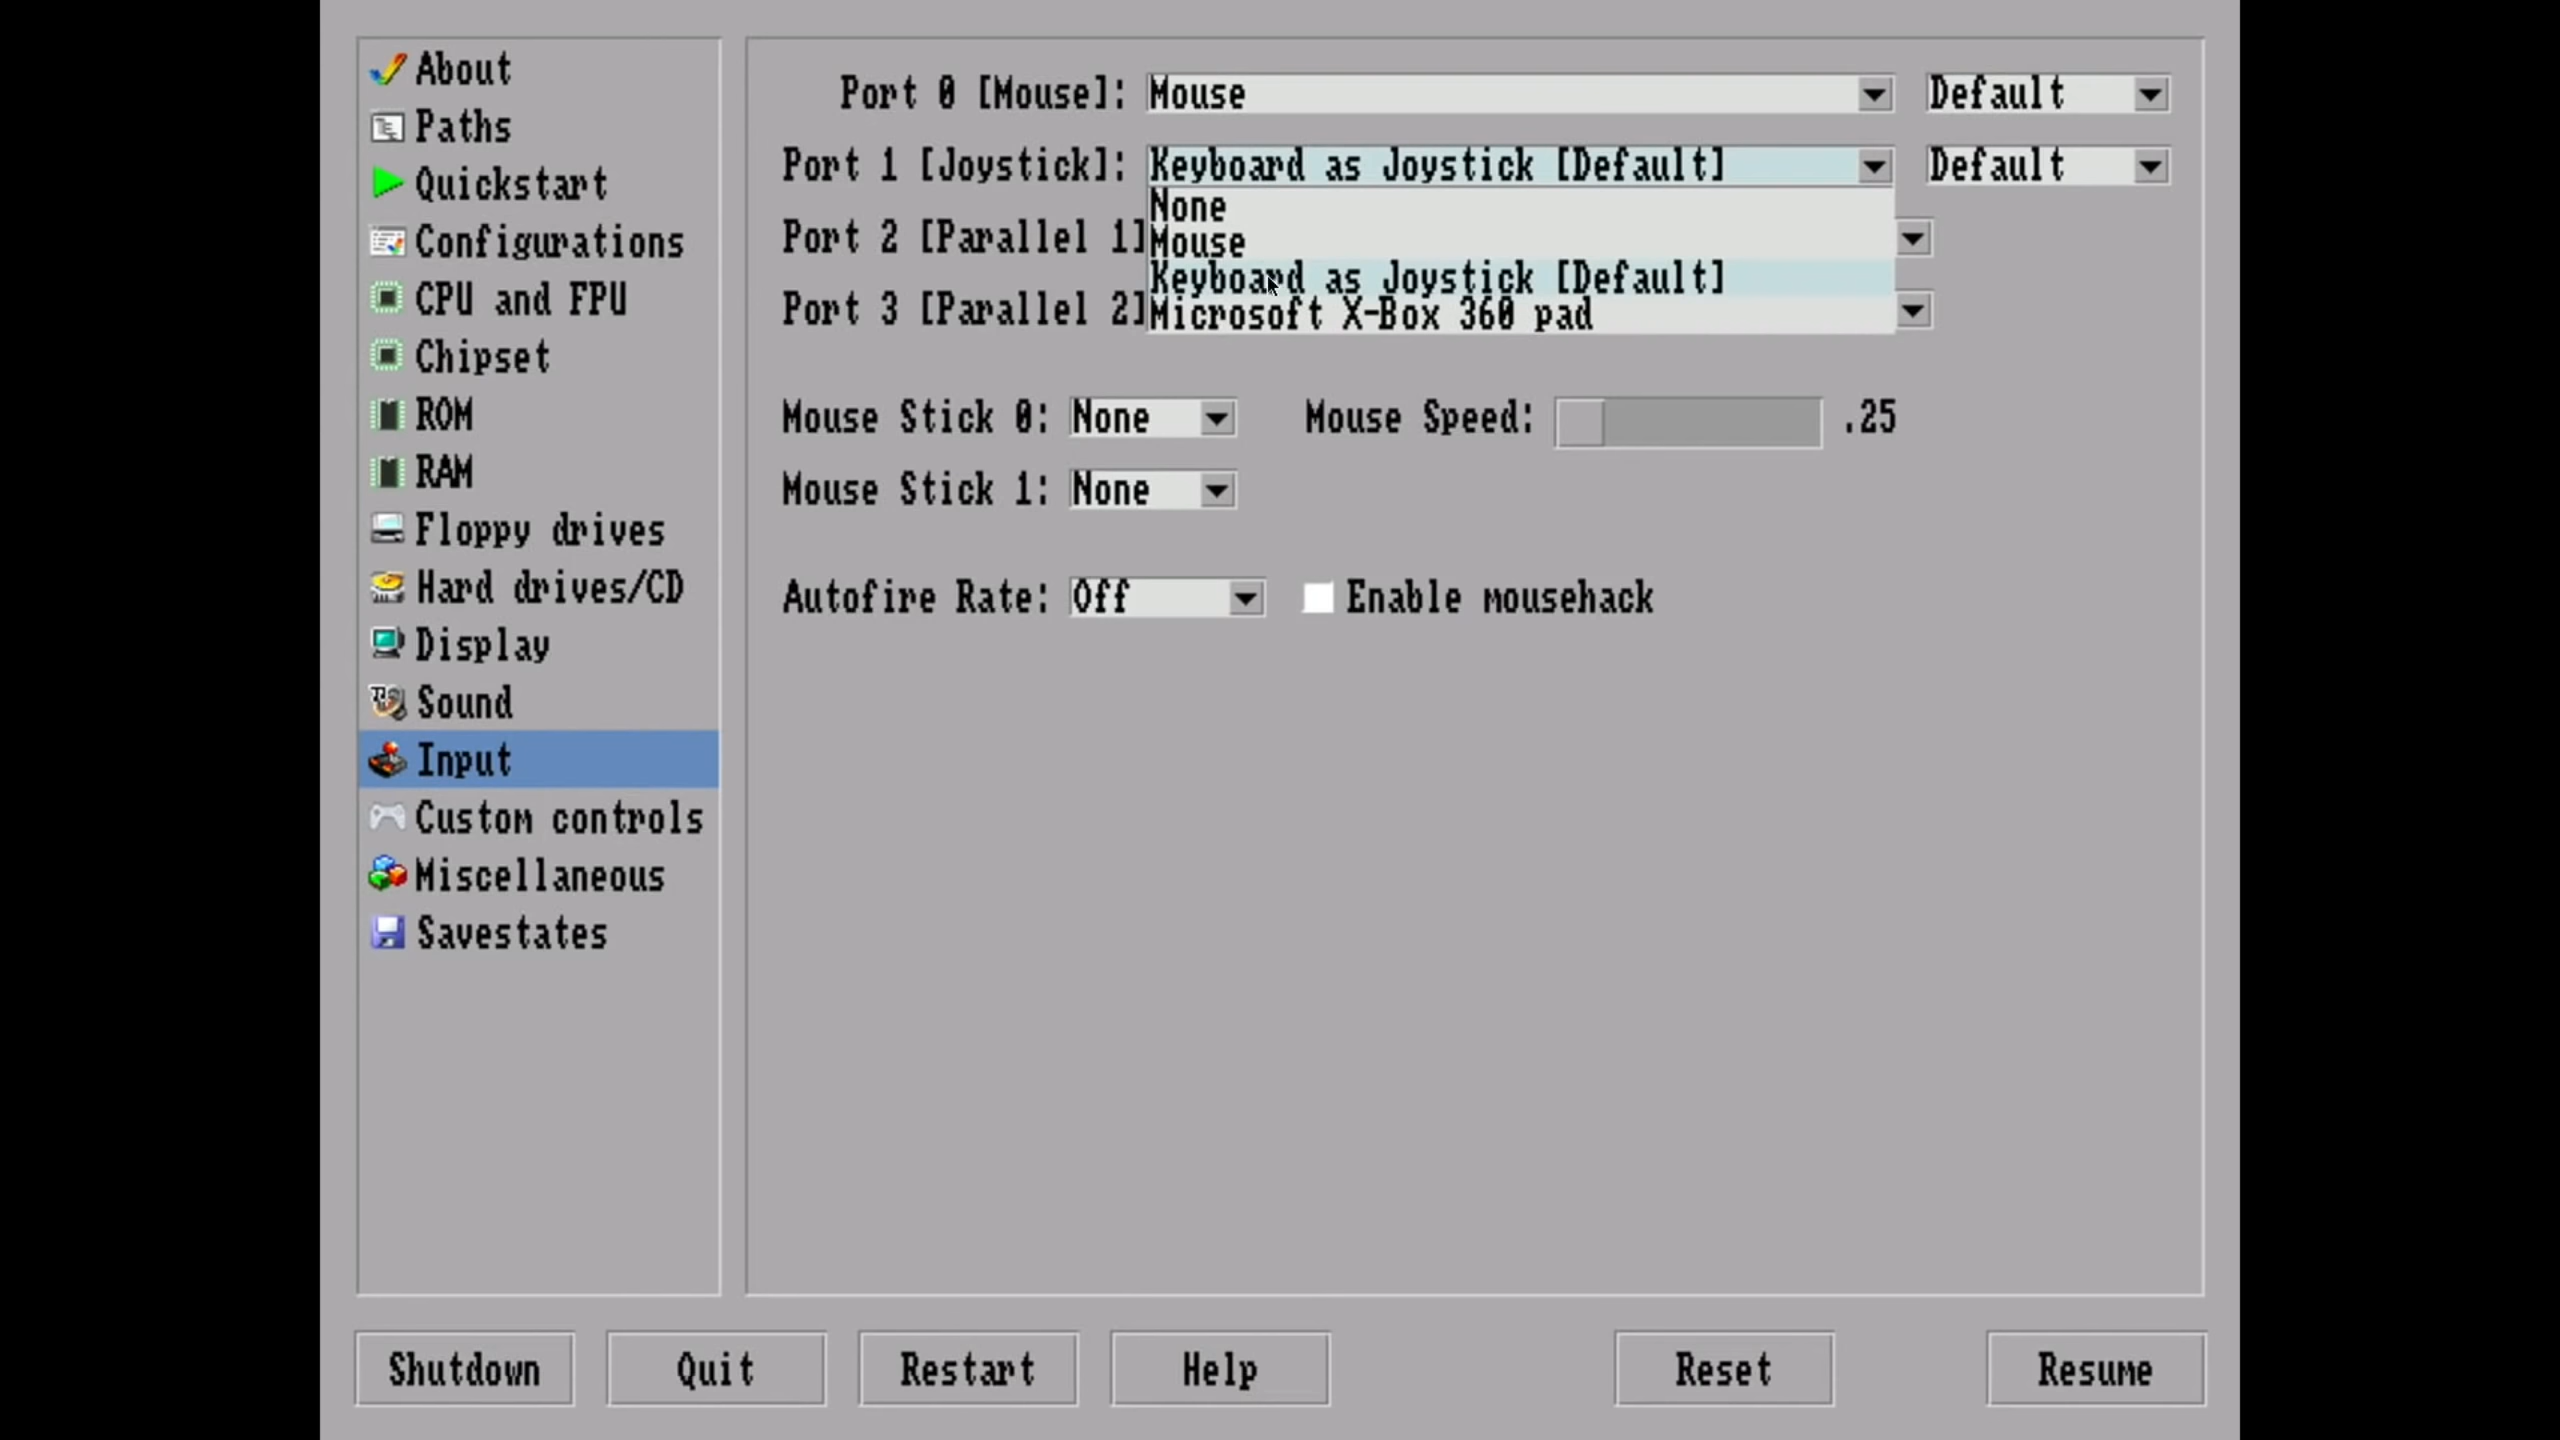 About
Paths
Quickstart
Configurations
CPU and FPU
Chipset
ROM
RAM
Floppy drives
Hard drives/CD
Display
Sound
Input
Custom controls
Miscellaneous
Savestates
Port 0 [Mouse]: Mouse Default
Port 1 [Joystick]: Keyboard as Joystick [Default] Default
None
Port 2 [Parallel 1]
Mouse
Keyboard as Joystick [Default]
Port 3 [Parallel 2]
Microsoft X-Box 360 pad
Mouse Stick 0: None Mouse Speed: .25
Mouse Stick 1: None
Autofire Rate: Off Enable mousehack
Shutdown Quit Restart Help Reset Resume